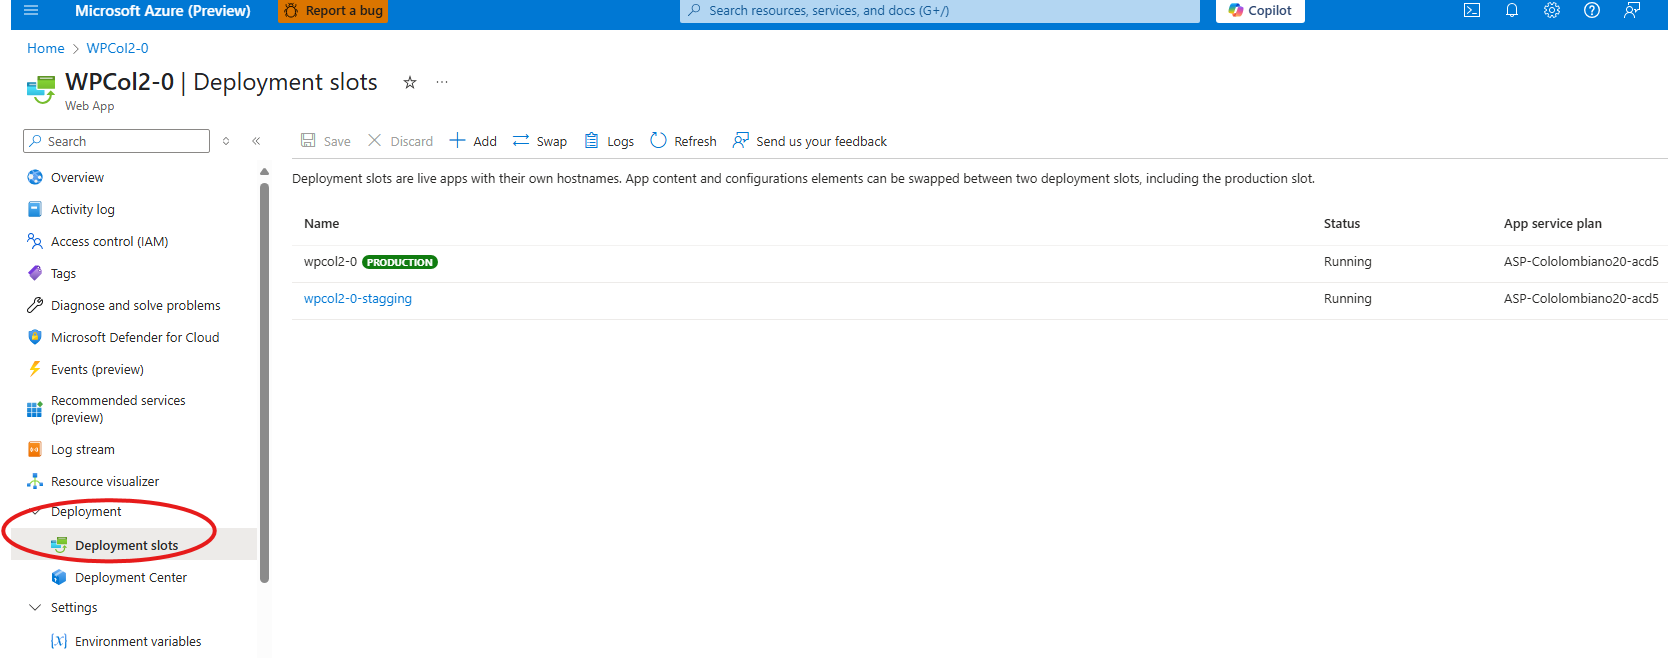 Microsoft Azure (Preview)
Report a bug
Search resources, services, and docs (G+/)
Copilot
Home > WPCol2-0
WPCol2-0 | Deployment slots
Web App
Search
Save
Discard
Add
Swap
Logs
Refresh
Send us your feedback
Deployment slots are live apps with their own hostnames. App content and configurations elements can be swapped between two deployment slots, including the production slot.
Name
Status
App service plan
wpcol2-0 PRODUCTION
Running
ASP-Cololombiano20-acd5
wpcol2-0-stagging
Running
ASP-Cololombiano20-acd5
Overview
Activity log
Access control (IAM)
Tags
Diagnose and solve problems
Microsoft Defender for Cloud
Events (preview)
Recommended services
(preview)
Log stream
Resource visualizer
Deployment
Deployment slots
Deployment Center
Settings
Environment variables